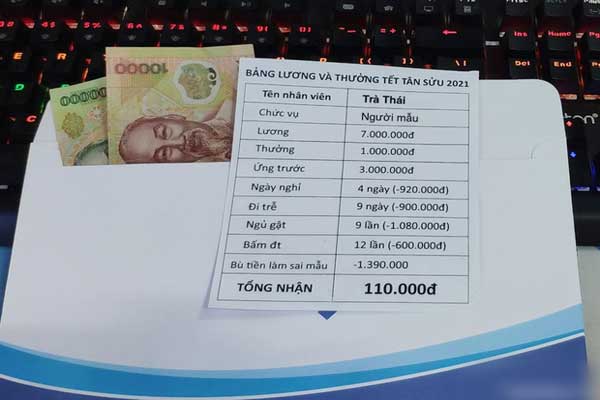 10000
00000
BẢNG LƯƠNG VÀ THƯỞNG TẾT TÂN SỬU 2021
Tên nhân viên Trà Thái
Chức vụ Người mẫu
Lương 7.000.000đ
Thưởng 1.000.000đ
Ứng trước 3.000.000đ
Ngày nghỉ 4 ngày (-920.000đ)
Đi trễ 9 ngày (-900.000đ)
Ngủ gật 9 lần (-1.080.000đ)
Bấm đt 12 lần (-600.000đ)
Bù tiền làm sai mẫu -1.390.000
TỔNG NHẬN 110.000đ